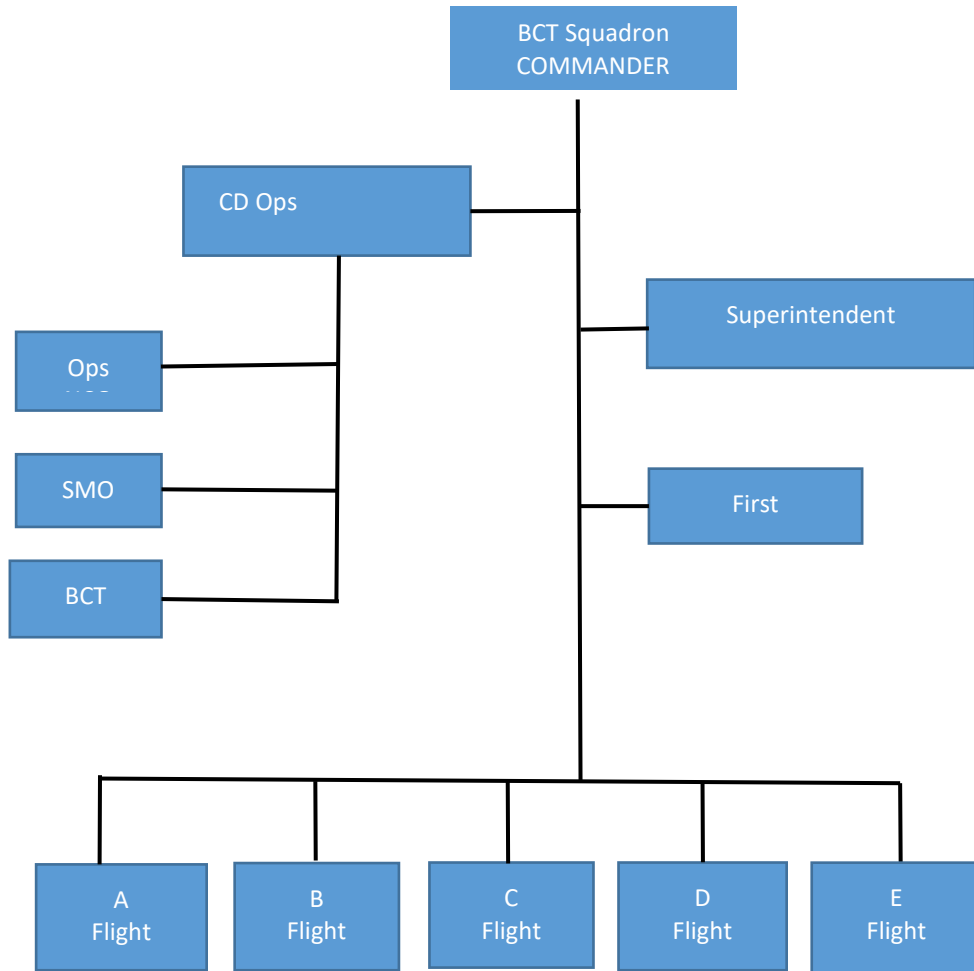 BCT Squadron
COMMANDER
CD Ops
Superintendent
Ops
SMO
First
BCT
A
Flight
B
Flight
C
Flight
D
Flight
E
Flight